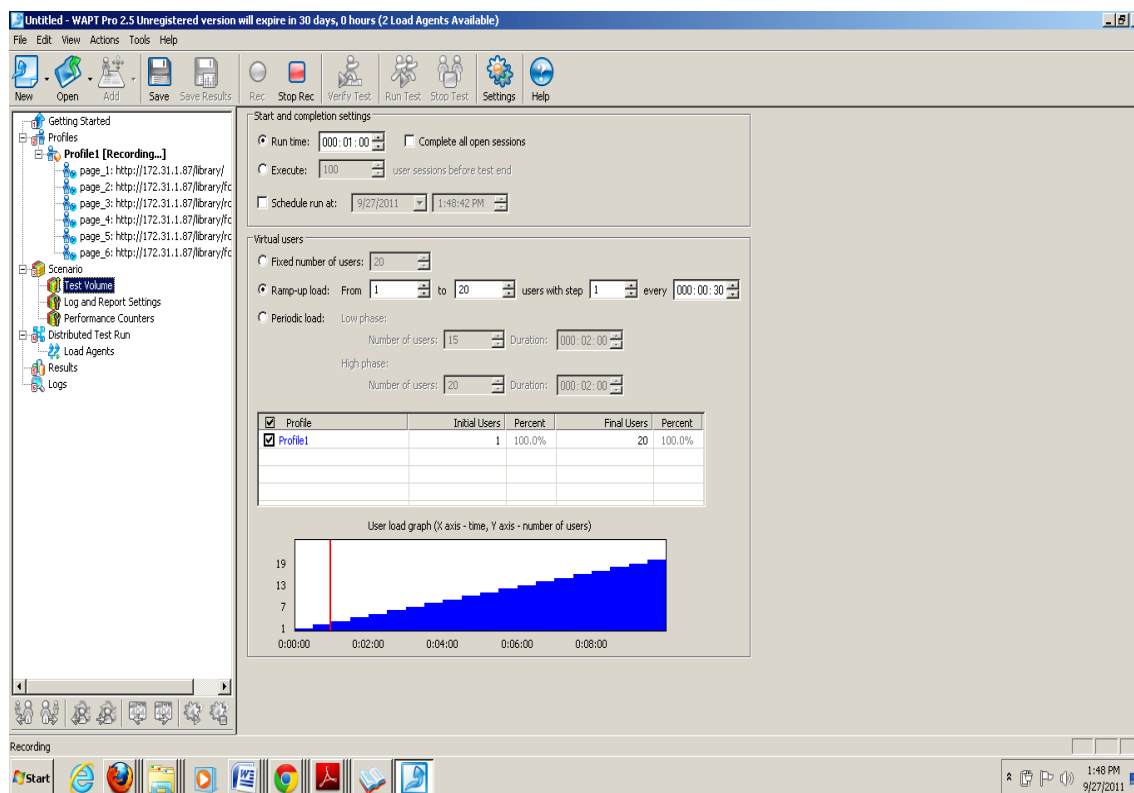 Untitled - WAPT Pro 2.5 Unregistered version will expire in 30 days, 0 hours (2 Load Agents Available)
File Edit View Actions Tools Help
New Open Add Save Save Results Rec Stop Rec Verify Test Run Test Stop Test Settings Help
Getting Started
Profiles
Profile1 [Recording...]
page_1: http://172.31.1.87/library/
page_2: http://172.31.1.87/library/fc
page_3: http://172.31.1.87/library/rc
page_4: http://172.31.1.87/library/fc
page_5: http://172.31.1.87/library/rc
page_6: http://172.31.1.87/library/fc
Scenario
Test Volume
Log and Report Settings
Performance Counters
Distributed Test Run
Load Agents
Results
Logs
Start and completion settings
Run time: 000:01:00 Complete all open sessions
Execute: 100 user sessions before test end
Schedule run at: 9/27/2011 1:48:42 PM
Virtual users
Fixed number of users: 20
Ramp-up load: From 1 to 20 users with step 1 every 000:00:30
Periodic load: Low phase:
Number of users: 15 Duration: 000:02:00
High phase:
Number of users: 20 Duration: 000:02:00
Profile Initial Users Percent Final Users Percent
Profile1 1 100.0% 20 100.0%
User load graph (X axis - time, Y axis - number of users)
19
13
7
1
0:00:00 0:02:00 0:04:00 0:06:00 0:08:00
Recording
Start
1:48 PM
9/27/2011